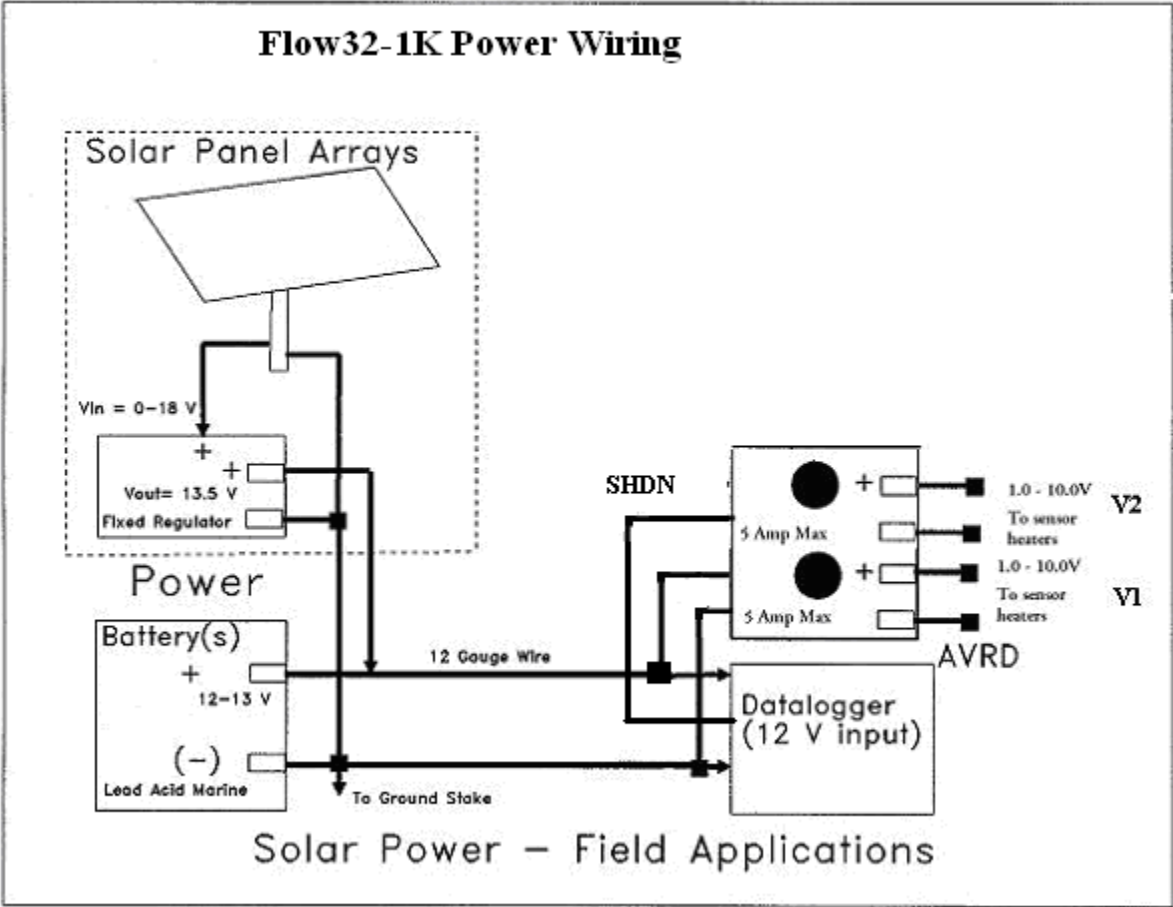 Flow32-1K Power Wiring
Solar Panel Arrays
VIn = 0-18 V
+
+
Vout= 13.5 V
Fixed Regulator
Power
Battery(s)
+
12-13 V
(-)
Lead Acid Marine
12 Gauge Wire
To Ground Stake
SHDN
+
5 Amp Max
+
5 Amp Max
1.0 - 10.0V
To sensor
heaters
V2
1.0 - 10.0V
To sensor
heaters
V1
AVRD
Datalogger
(12 V input)
Solar Power - Field Applications